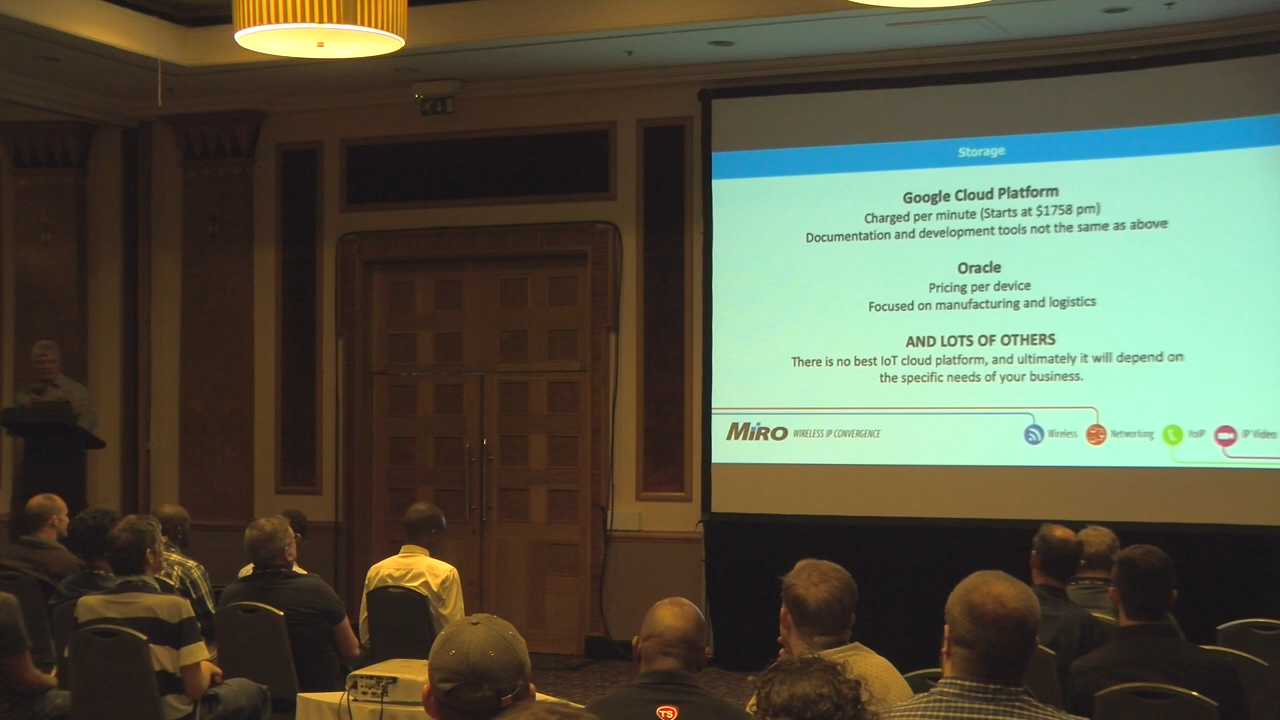 Storage
Google Cloud Platform
Charged per minute (Starts at $1758 pm)
Documentation and development tools not the same as above
Oracle
Pricing per device
Focused on manufacturing and logistics
AND LOTS OF OTHERS
There is no best IoT cloud platform, and ultimately it will depend on
the specific needs of your business.
MiRO WIRELESS IP CONVERGENCE
Wireless Networking VoIP IP Video
TS